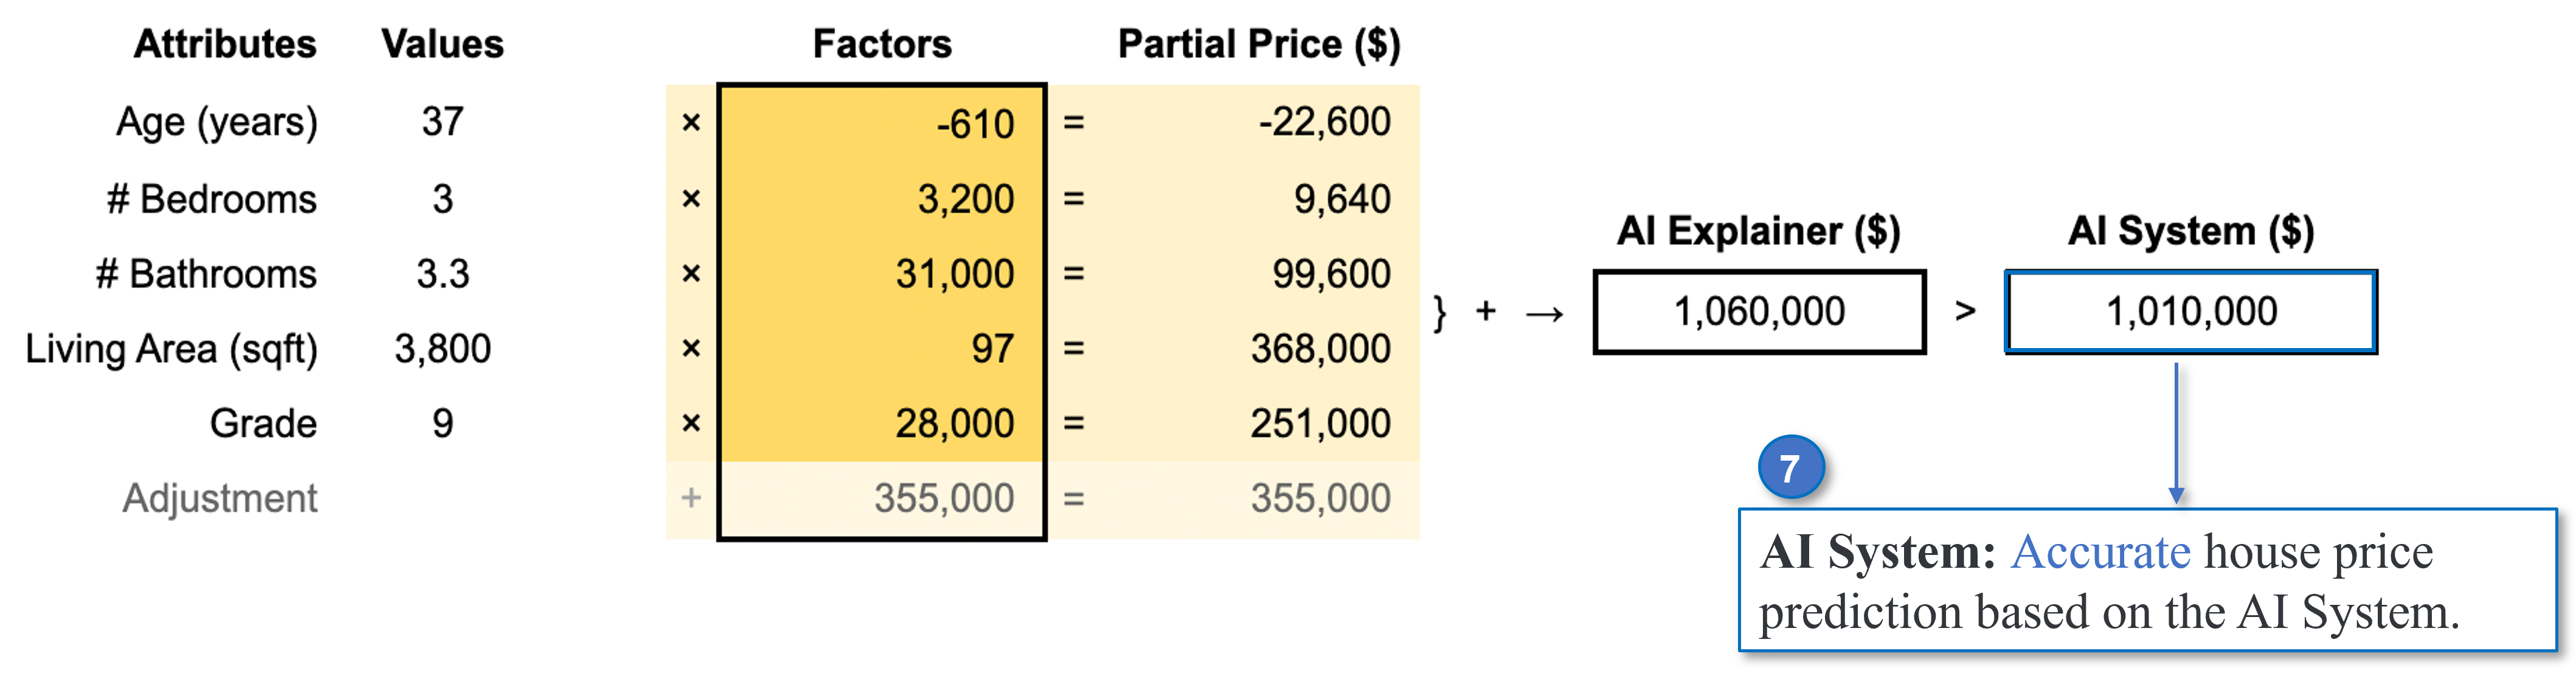 Attributes Values Factors Partial Price ($)
Age (years) 37 × -610 = -22,600
# Bedrooms 3 × 3,200 = 9,640
# Bathrooms 3.3 × 31,000 = 99,600
Living Area (sqft) 3,800 × 97 = 368,000
Grade 9 × 28,000 = 251,000
Adjustment + 355,000 = 355,000
} + →
AI Explainer ($) AI System ($)
1,060,000 > 1,010,000
7
AI System: Accurate house price
prediction based on the AI System.